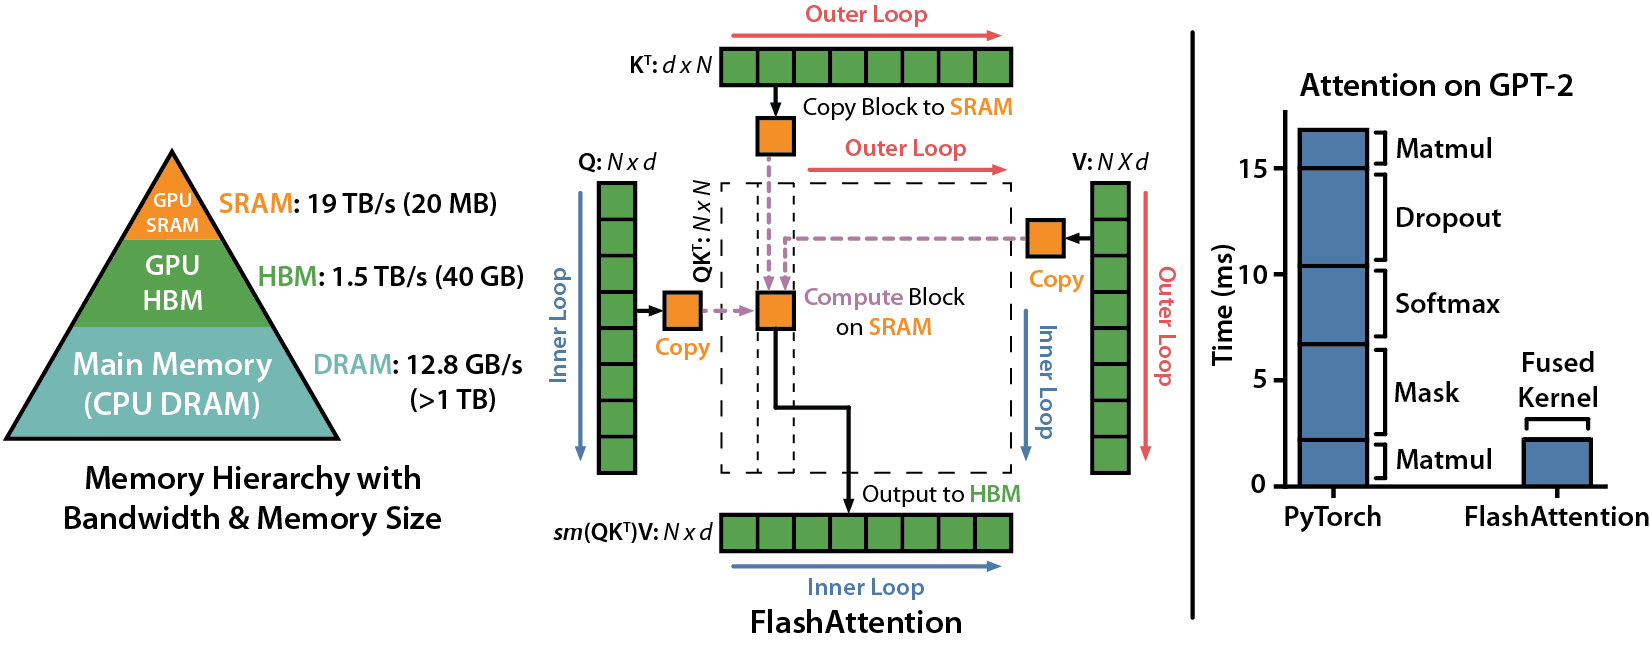 GPU
SRAM
SRAM: 19 TB/s (20 MB)
GPU
HBM
HBM: 1.5 TB/s (40 GB)
Main Memory
(CPU DRAM)
DRAM: 12.8 GB/s
(>1 TB)
Memory Hierarchy with
Bandwidth & Memory Size
Outer Loop
Kᵀ: d x N
Copy Block to SRAM
Outer Loop
Q: N x d
QKᵀ: N x N
V: N X d
Inner Loop
Copy
Compute Block
on SRAM
Copy
Inner Loop
Outer Loop
Output to HBM
sm(QKᵀ)V: N x d
Inner Loop
FlashAttention
Attention on GPT-2
Time (ms)
15
10
5
0
Matmul
Dropout
Softmax
Mask
Matmul
Fused
Kernel
PyTorch
FlashAttention